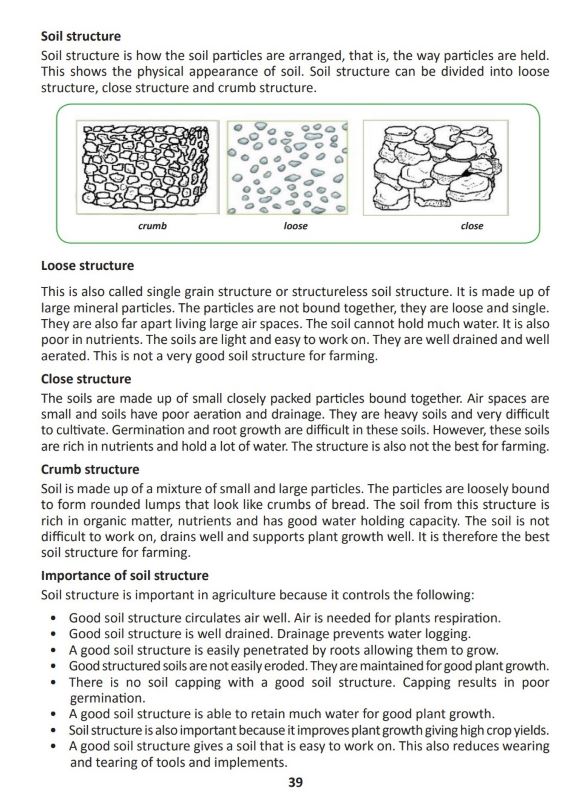 Soil structure
Soil structure is how the soil particles are arranged, that is, the way particles are held.
This shows the physical appearance of soil. Soil structure can be divided into loose
structure, close structure and crumb structure.
crumb loose close
Loose structure
This is also called single grain structure or structureless soil structure. It is made up of
large mineral particles. The particles are not bound together, they are loose and single.
They are also far apart living large air spaces. The soil cannot hold much water. It is also
poor in nutrients. The soils are light and easy to work on. They are well drained and well
aerated. This is not a very good soil structure for farming.
Close structure
The soils are made up of small closely packed particles bound together. Air spaces are
small and soils have poor aeration and drainage. They are heavy soils and very difficult
to cultivate. Germination and root growth are difficult in these soils. However, these soils
are rich in nutrients and hold a lot of water. The structure is also not the best for farming.
Crumb structure
Soil is made up of a mixture of small and large particles. The particles are loosely bound
to form rounded lumps that look like crumbs of bread. The soil from this structure is
rich in organic matter, nutrients and has good water holding capacity. The soil is not
difficult to work on, drains well and supports plant growth well. It is therefore the best
soil structure for farming.
Importance of soil structure
Soil structure is important in agriculture because it controls the following:
• Good soil structure circulates air well. Air is needed for plants respiration.
• Good soil structure is well drained. Drainage prevents water logging.
• A good soil structure is easily penetrated by roots allowing them to grow.
• Good structured soils are not easily eroded. They are maintained for good plant growth.
• There is no soil capping with a good soil structure. Capping results in poor
germination.
• A good soil structure is able to retain much water for good plant growth.
• Soil structure is also important because it improves plant growth giving high crop yields.
• A good soil structure gives a soil that is easy to work on. This also reduces wearing
and tearing of tools and implements.
39